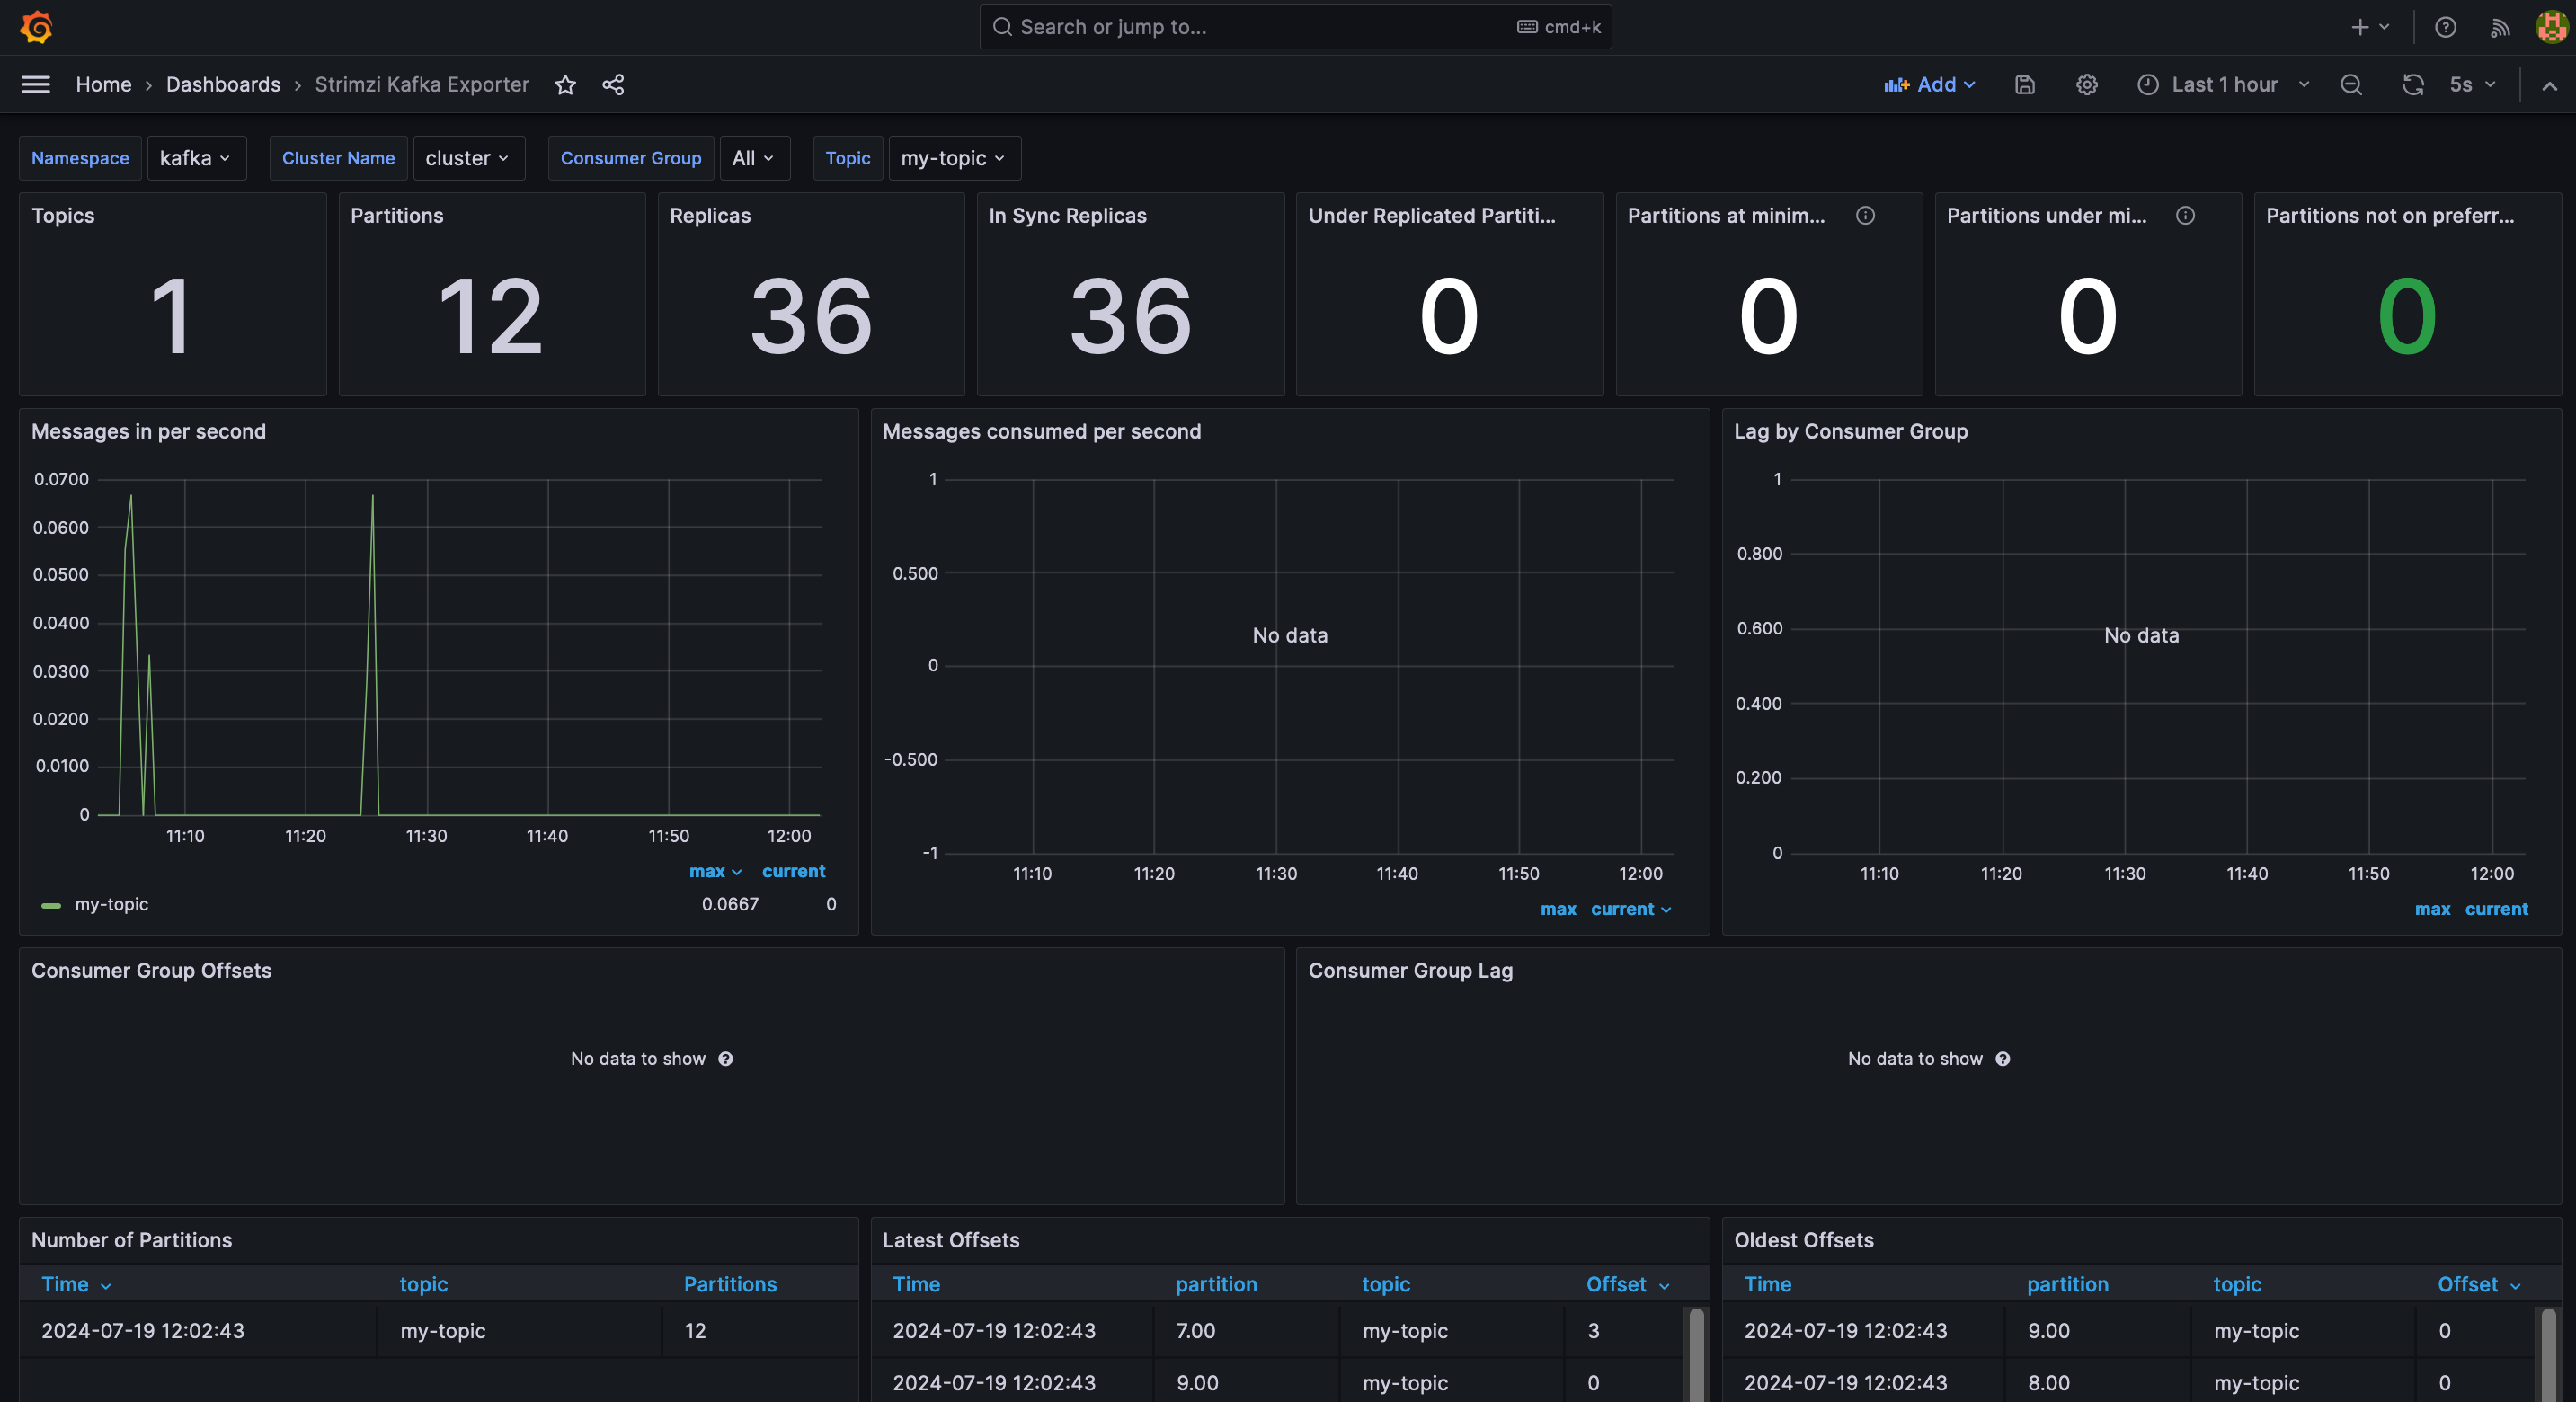 Search or jump to... cmd+k
Home › Dashboards › Strimzi Kafka Exporter Add Last 1 hour 5s
Namespace kafka Cluster Name cluster Consumer Group All Topic my-topic
Topics
1
Partitions
12
Replicas
36
In Sync Replicas
36
Under Replicated Partiti...
0
Partitions at minim...
0
Partitions under mi...
0
Partitions not on preferr...
0
Messages in per second
0.0700
0.0600
0.0500
0.0400
0.0300
0.0200
0.0100
0
11:10 11:20 11:30 11:40 11:50 12:00
max current
my-topic 0.0667 0
Messages consumed per second
1
0.500
0
-0.500
-1
No data
11:10 11:20 11:30 11:40 11:50 12:00
max current
Lag by Consumer Group
1
0.800
0.600
0.400
0.200
0
No data
11:10 11:20 11:30 11:40 11:50 12:00
max current
Consumer Group Offsets
No data to show
Consumer Group Lag
No data to show
Number of Partitions
Time topic Partitions
2024-07-19 12:02:43 my-topic 12
Latest Offsets
Time partition topic Offset
2024-07-19 12:02:43 7.00 my-topic 3
2024-07-19 12:02:43 9.00 my-topic 0
Oldest Offsets
Time partition topic Offset
2024-07-19 12:02:43 9.00 my-topic 0
2024-07-19 12:02:43 8.00 my-topic 0